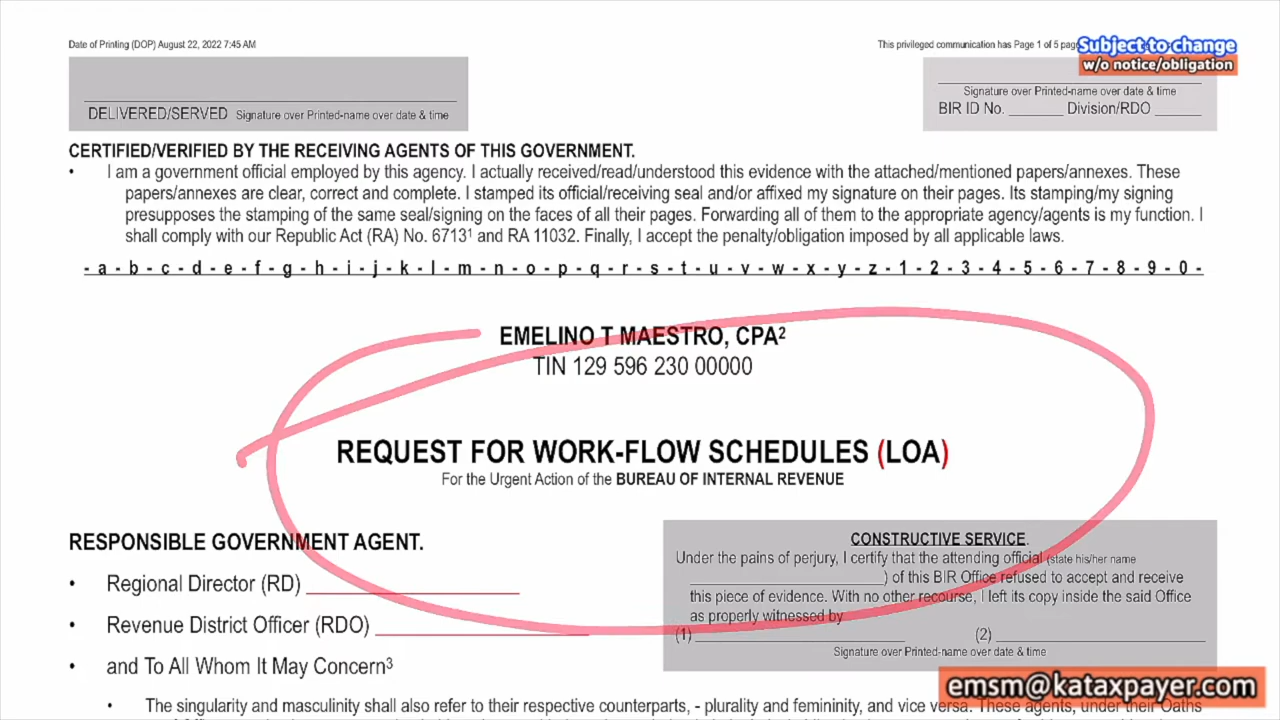 Date of Printing (DOP) August 22, 2022 7:45 AM
This privileged communication has Page 1 of 5
Subject to change
w/o notice/obligation
DELIVERED/SERVED Signature over Printed-name over date & time
Signature over Printed-name over date & time
BIR ID No. ______ Division/RDO _____
CERTIFIED/VERIFIED BY THE RECEIVING AGENTS OF THIS GOVERNMENT.
• I am a government official employed by this agency. I actually received/read/understood this evidence with the attached/mentioned papers/annexes. These
papers/annexes are clear, correct and complete. I stamped its official/receiving seal and/or affixed my signature on their pages. Its stamping/my signing
presupposes the stamping of the same seal/signing on the faces of all their pages. Forwarding all of them to the appropriate agency/agents is my function. I
shall comply with our Republic Act (RA) No. 6713¹ and RA 11032. Finally, I accept the penalty/obligation imposed by all applicable laws.
- a - b - c - d - e - f - g - h - i - j - k - l - m - n - o - p - q - r - s - t - u - v - w - x - y - z - 1 - 2 - 3 - 4 - 5 - 6 - 7 - 8 - 9 - 0 -
EMELINO T MAESTRO, CPA²
TIN 129 596 230 00000
REQUEST FOR WORK-FLOW SCHEDULES (LOA)
For the Urgent Action of the BUREAU OF INTERNAL REVENUE
RESPONSIBLE GOVERNMENT AGENT.
• Regional Director (RD) ____________________
• Revenue District Officer (RDO) ____________________
• and To All Whom It May Concern³
CONSTRUCTIVE SERVICE.
Under the pains of perjury, I certify that the attending official (state his/her name
____________________) of this BIR Office refused to accept and receive
this piece of evidence. With no other recourse, I left its copy inside the said Office
as properly witnessed by
(1) ____________________ (2) ____________________
Signature over Printed-name over date & time
emsm@kataxpayer.com
• The singularity and masculinity shall also refer to their respective counterparts, - plurality and femininity, and vice versa. These agents, under their Oaths